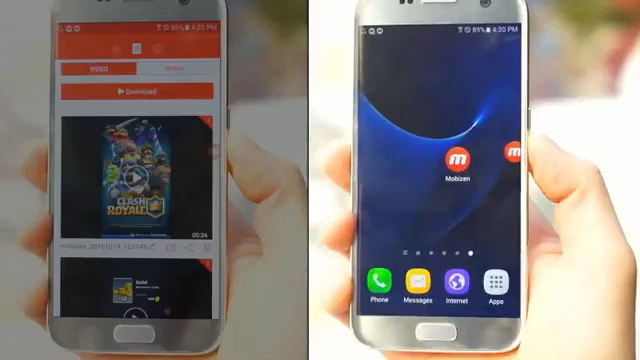 89% 4:20 PM
VIDEO
Download
CLASH
ROYALE
00:34
Gold
89% 4:20 PM
m
m
Mobizen
Phone
Messages
Internet
Apps